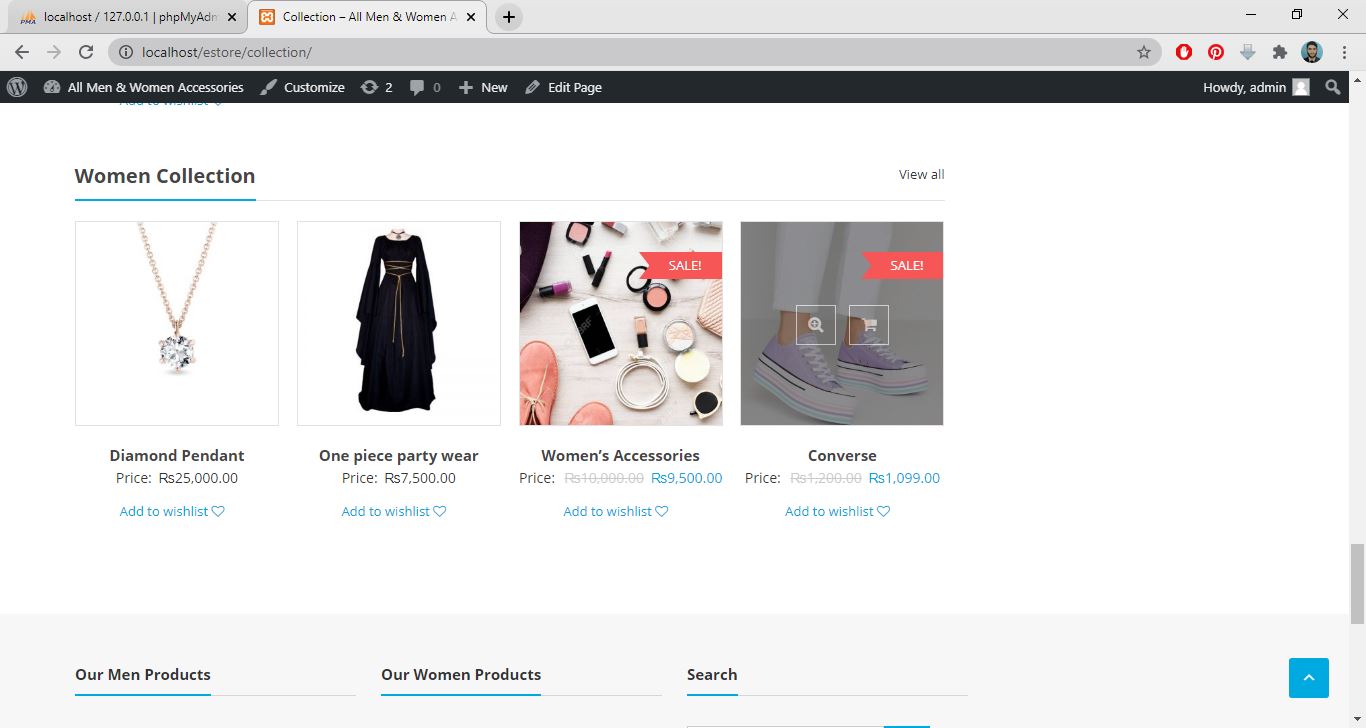 localhost / 127.0.0.1 | phpMyAdm
Collection – All Men & Women A
localhost/estore/collection/
All Men & Women Accessories Customize 2 0 New Edit Page Howdy, admin
Add to wishlist
Women Collection View all
SALE! SALE!
Diamond Pendant One piece party wear Women’s Accessories Converse
Price: ₨25,000.00 Price: ₨7,500.00 Price: ₨10,000.00 ₨9,500.00 Price: ₨1,200.00 ₨1,099.00
Add to wishlist Add to wishlist Add to wishlist Add to wishlist
Our Men Products Our Women Products Search